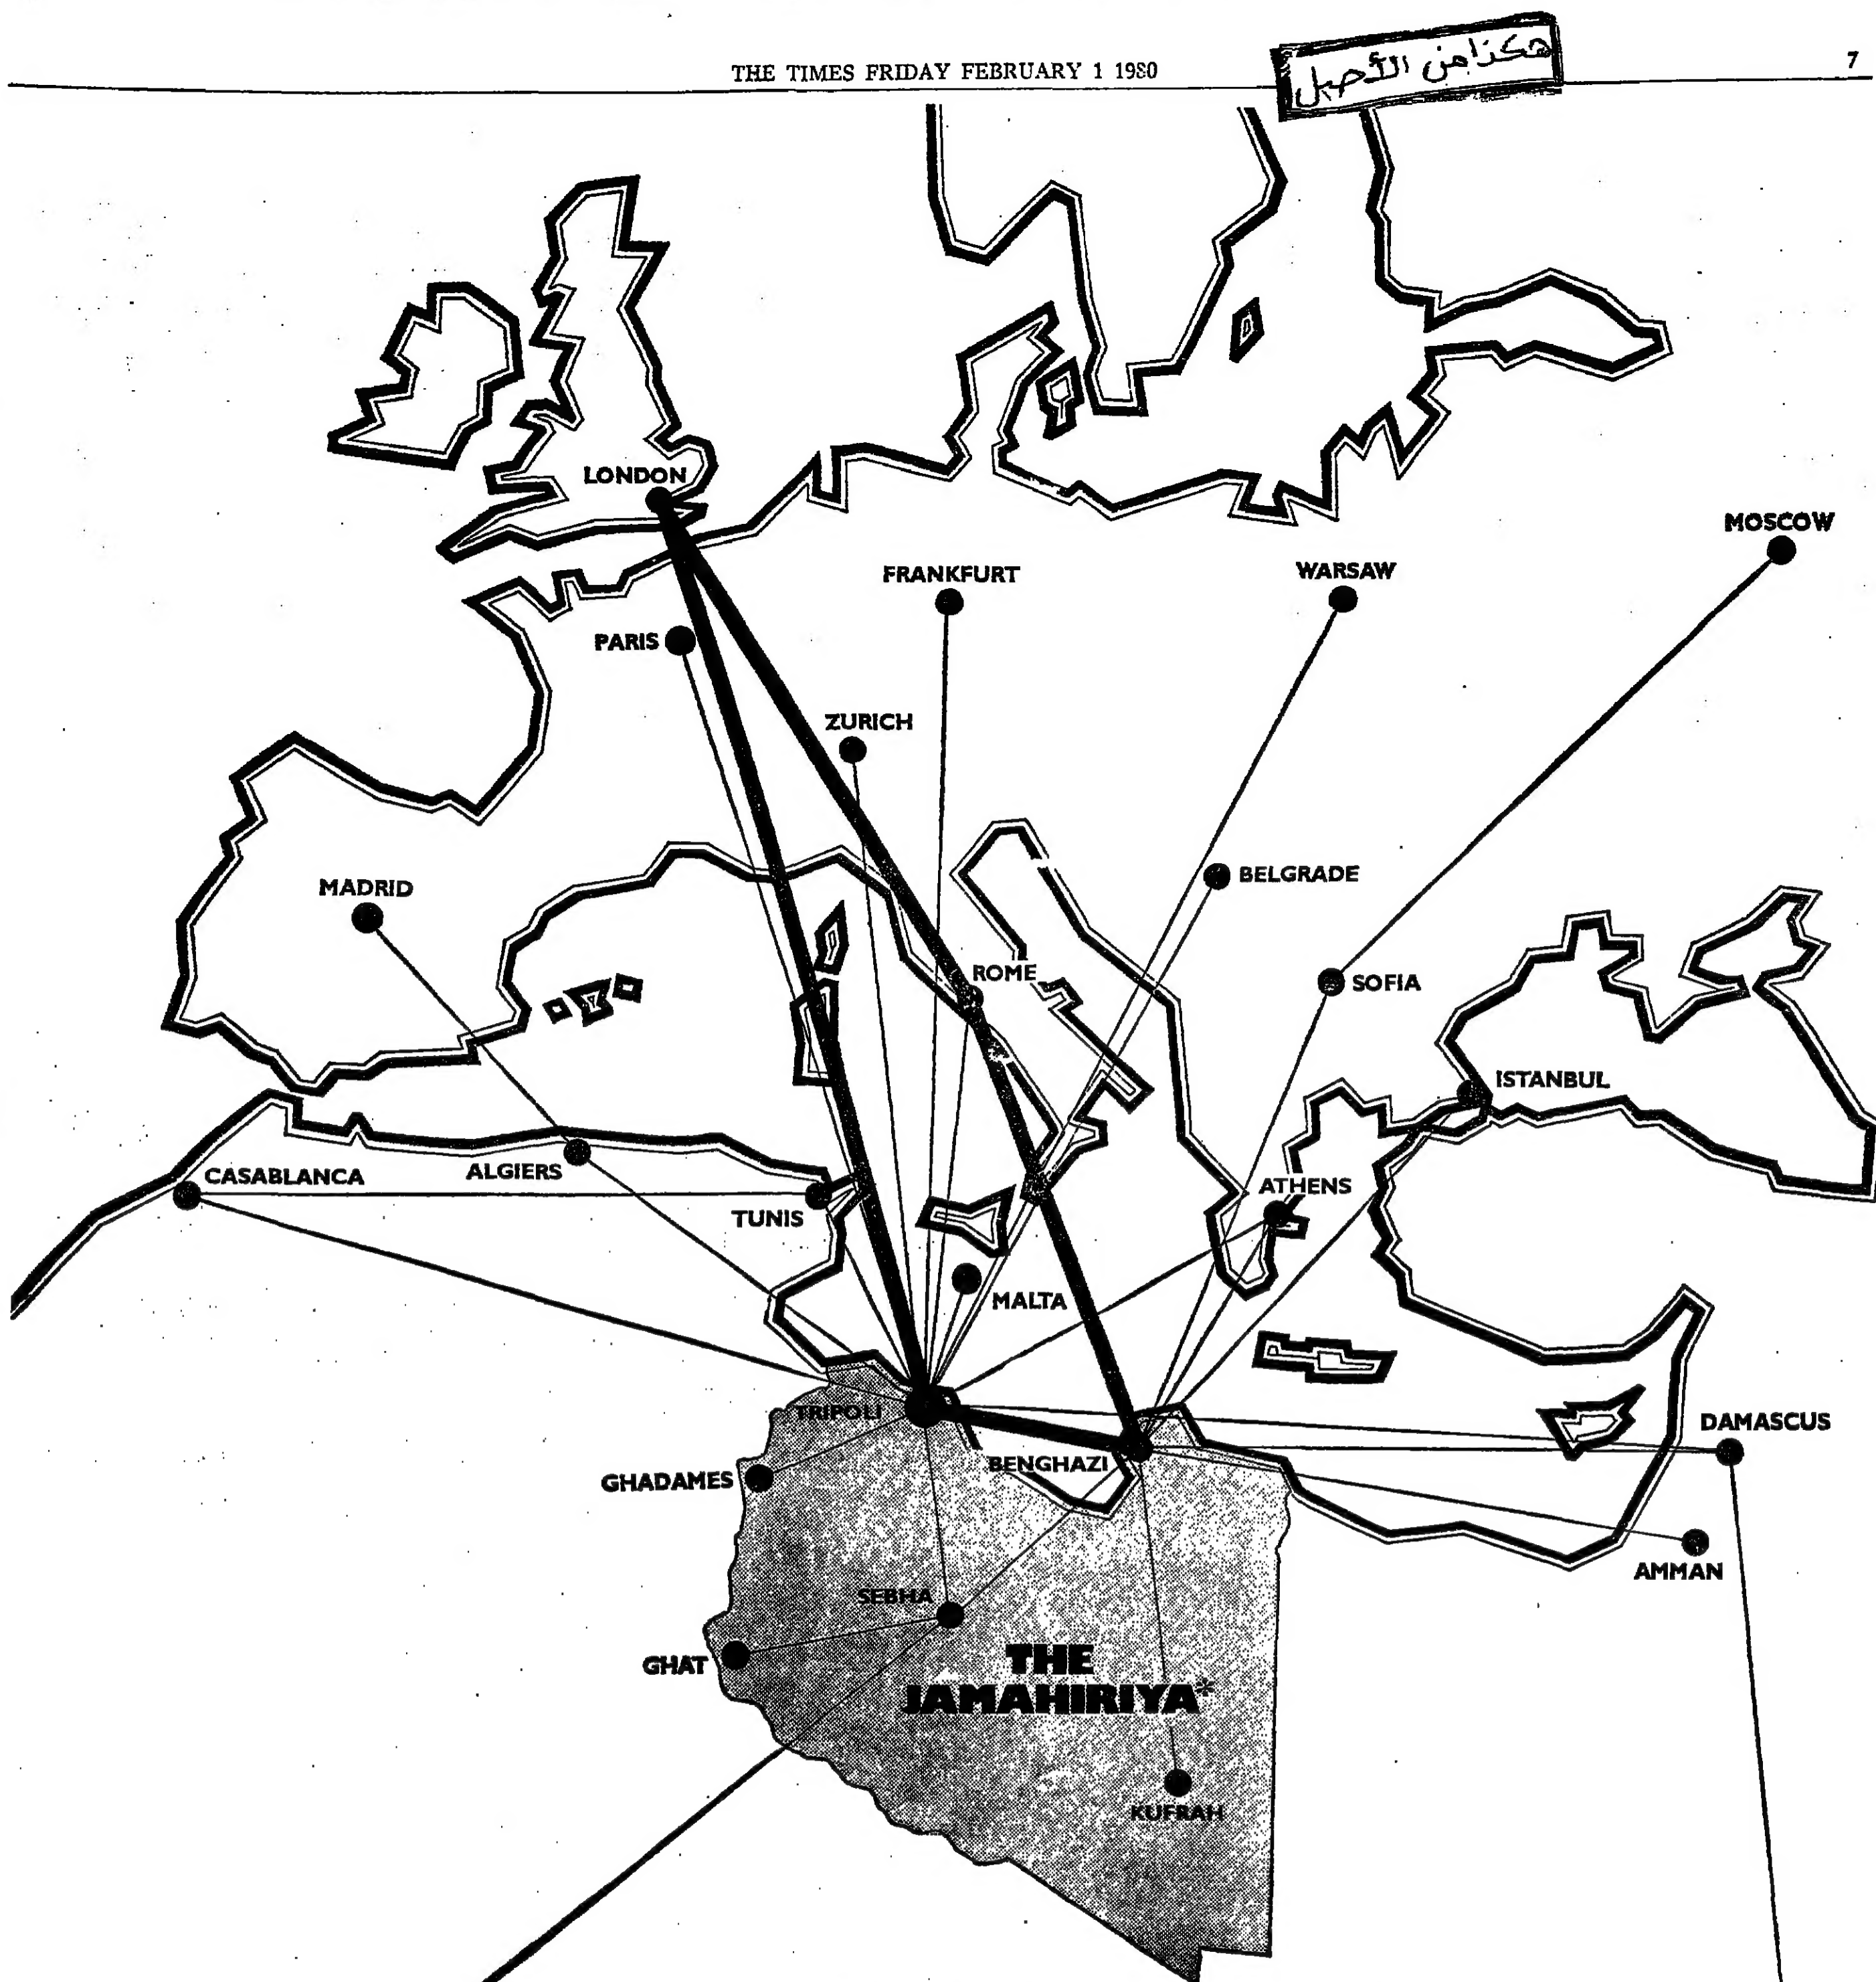 THE TIMES FRIDAY FEBRUARY 1 1980
هكذا من الأصل
7
LONDON
MOSCOW
FRANKFURT
WARSAW
PARIS
ZURICH
BELGRADE
MADRID
ROME
SOFIA
ISTANBUL
CASABLANCA
ALGIERS
ATHENS
TUNIS
MALTA
TRIPOLI
DAMASCUS
BENGHAZI
GHADAMES
AMMAN
SEBHA
GHAT
THE
JAMAHIRIYA*
KUFRAH